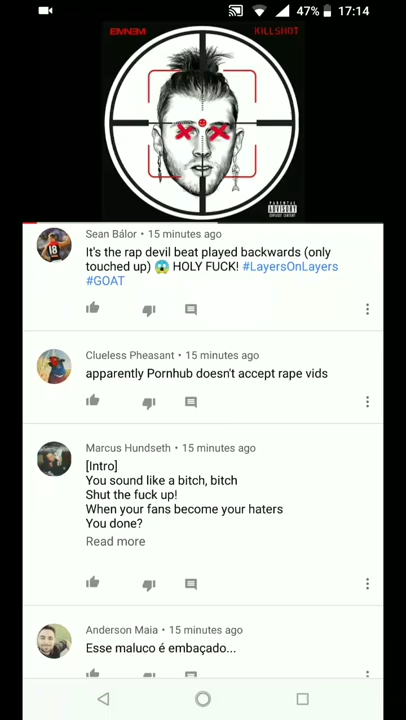 47% 17:14
EMINEM
KILLSHOT
PARENTAL
ADVISORY
EXPLICIT CONTENT
Sean Bálor • 15 minutes ago
It's the rap devil beat played backwards (only
touched up) 😱 HOLY FUCK! #LayersOnLayers
#GOAT
Clueless Pheasant • 15 minutes ago
apparently Pornhub doesn't accept rape vids
Marcus Hundseth • 15 minutes ago
[Intro]
You sound like a bitch, bitch
Shut the fuck up!
When your fans become your haters
You done?
Read more
Anderson Maia • 15 minutes ago
Esse maluco é embaçado...